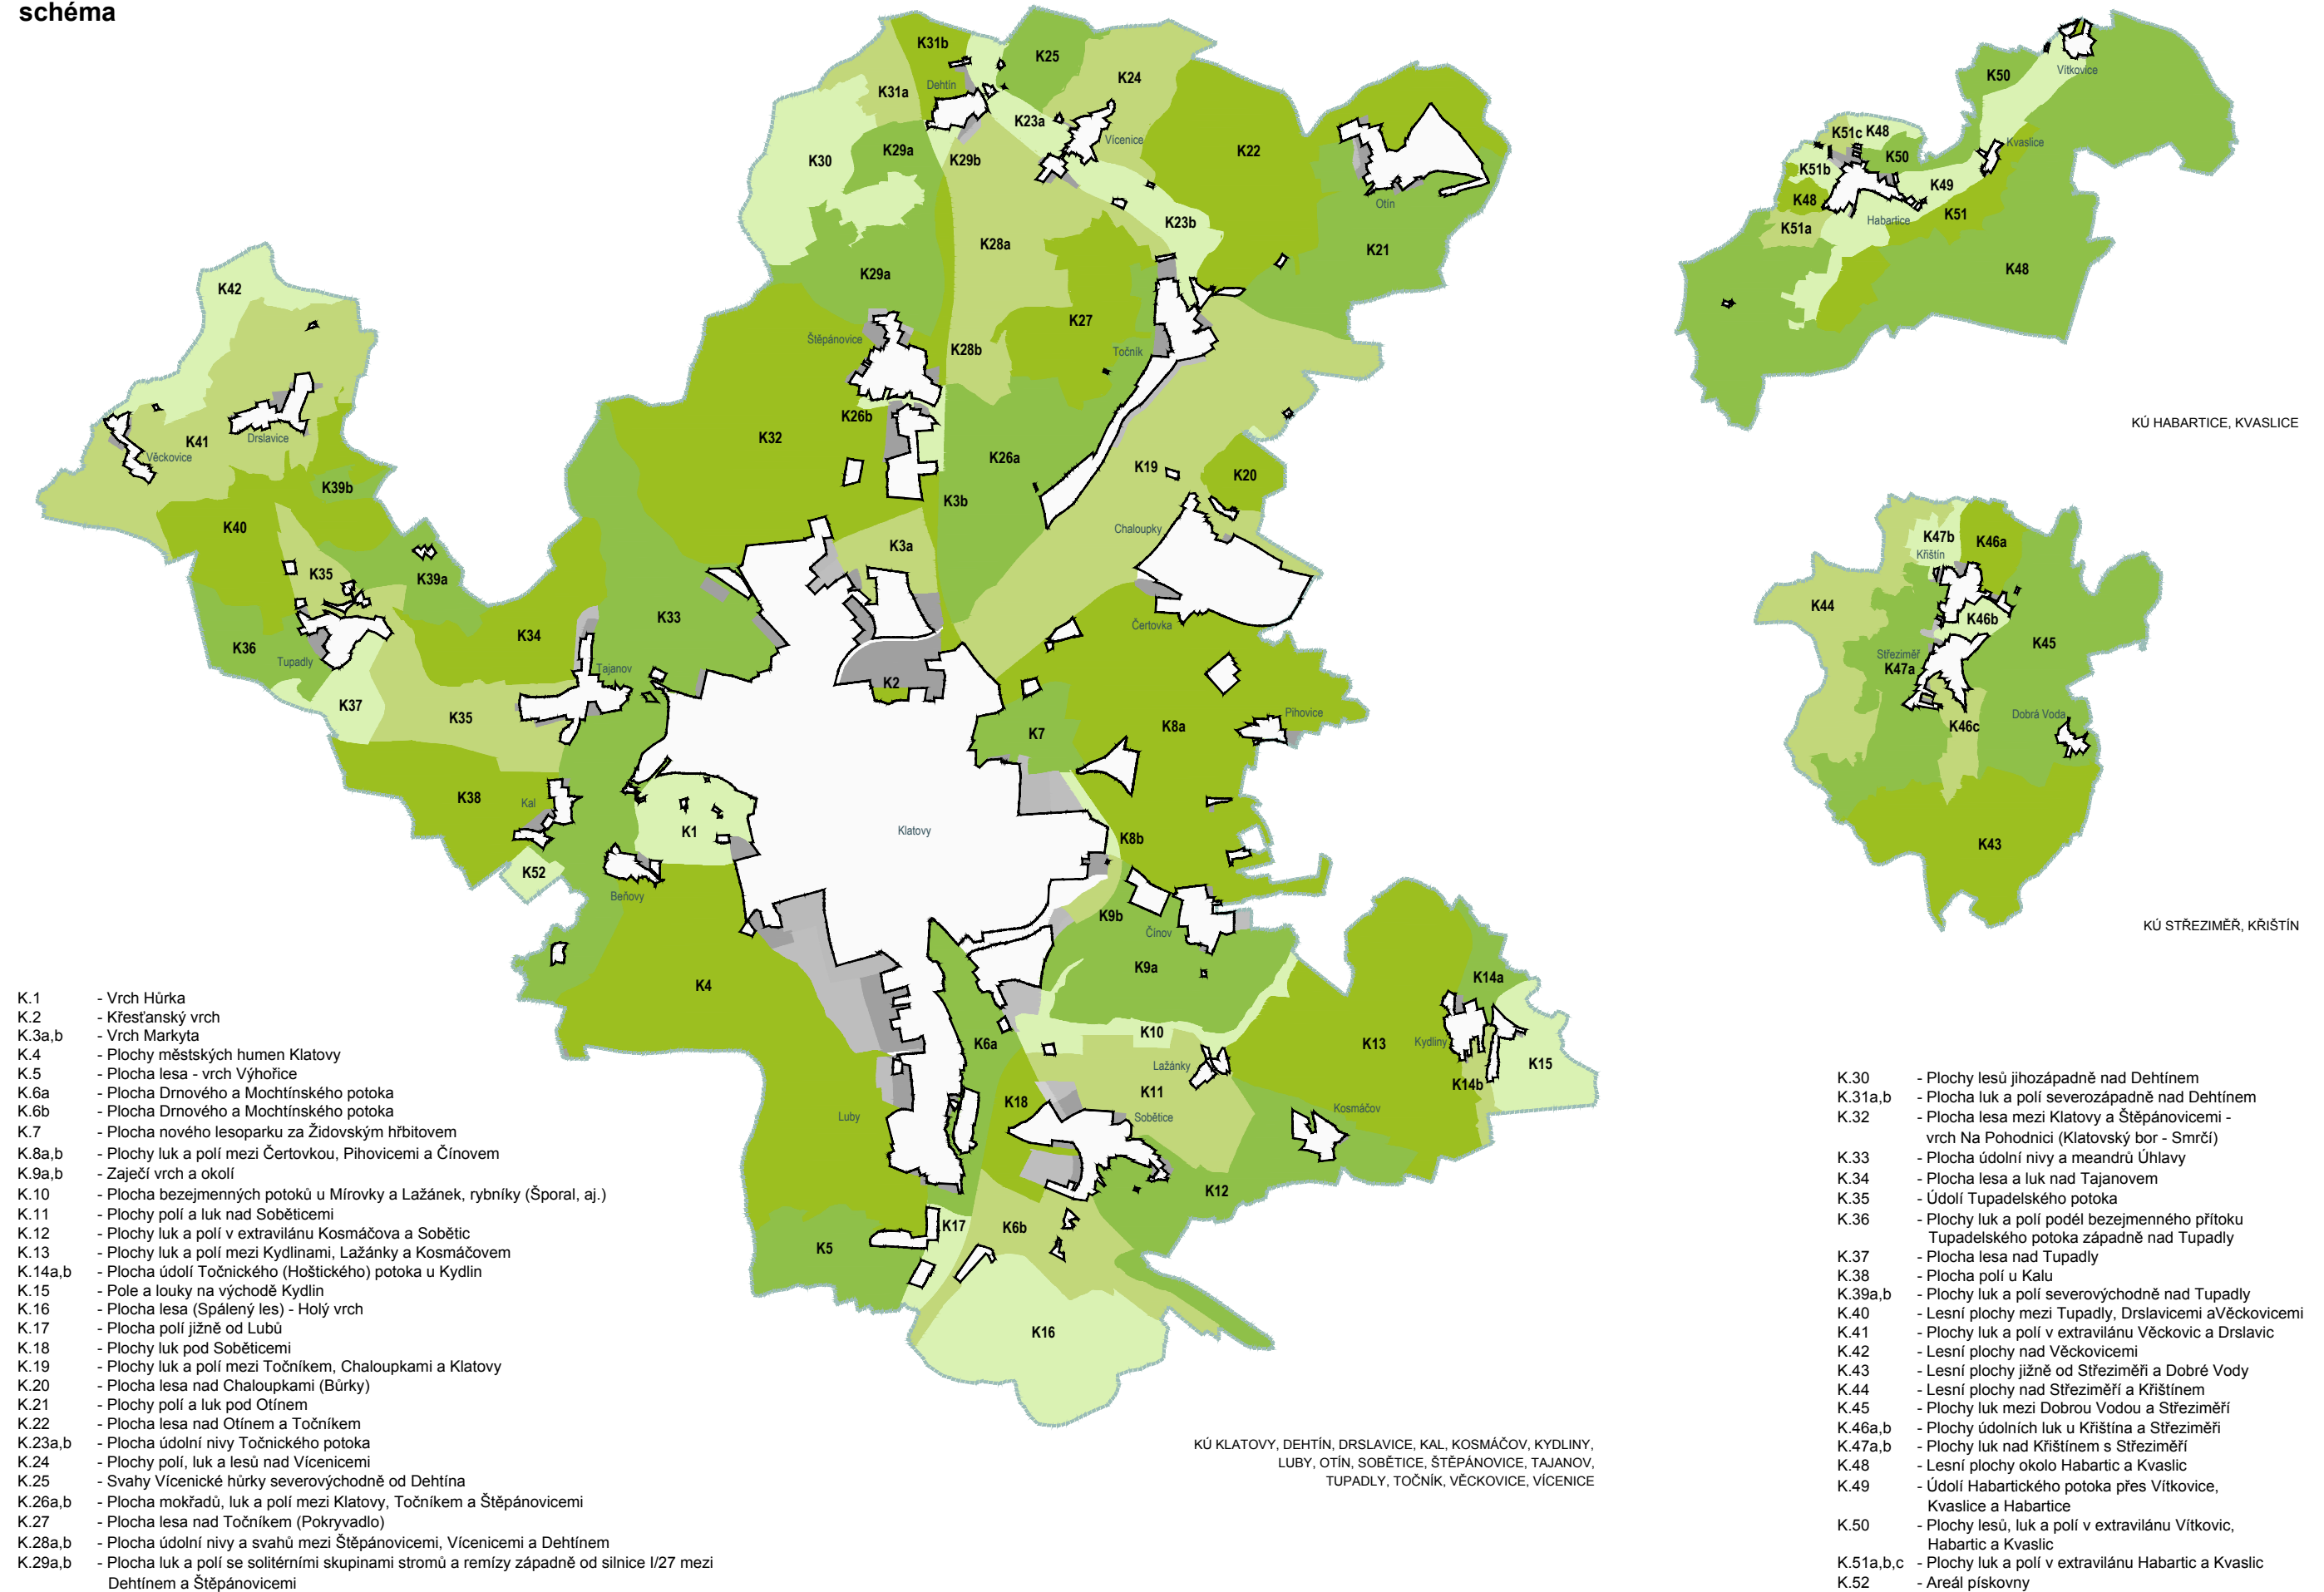 schéma
K31b
K25
K24
Dehtín
K31a
K23a
Vícenice
K30
K29a
K29b
K22
Otín
K23b
K28a
K21
K29a
K42
K27
Štěpánovice
K28b
Točník
K26b
K32
K41
Drslavice
Věckovice
K26a
K19
K20
K39b
K3b
K40
Chaloupky
K3a
K35
K39a
K33
K34
Čertovka
K36
Tupadly
Tajanov
K2
K37
K35
Pihovice
K8a
K7
K38
Kal
K1
Klatovy
K8b
K52
Beňovy
K9b
Čínov
K9a
K14a
K4
K10
K6a
K13
Kydliny
Lažánky
K15
K11
K14b
K18
Luby
Sobětice
Kosmáčov
K12
K17
K6b
K5
K16
K50
Vítkovice
K51c
K48
K50
Kvaslice
K51b
K49
K48
Habartice
K51
K51a
K48
KÚ HABARTICE, KVASLICE
K47b
K46a
Křištín
K44
K46b
K45
Střeziměř
K47a
Dobrá Voda
K46c
K43
KÚ STŘEZIMĚŘ, KŘIŠTÍN
K.1 - Vrch Hůrka
K.2 - Křesťanský vrch
K.3a,b - Vrch Markyta
K.4 - Plochy městských humen Klatovy
K.5 - Plocha lesa - vrch Výhořice
K.6a - Plocha Drnového a Mochtínského potoka
K.6b - Plocha Drnového a Mochtínského potoka
K.7 - Plocha nového lesoparku za Židovským hřbitovem
K.8a,b - Plochy luk a polí mezi Čertovkou, Pihovicemi a Čínovem
K.9a,b - Zaječí vrch a okolí
K.10 - Plocha bezejmenných potoků u Mírovky a Lažánek, rybníky (Šporal, aj.)
K.11 - Plochy polí a luk nad Soběticemi
K.12 - Plochy luk a polí v extravilánu Kosmáčova a Sobětic
K.13 - Plochy luk a polí mezi Kydlinami, Lažánky a Kosmáčovem
K.14a,b - Plocha údolí Točnického (Hoštického) potoka u Kydlin
K.15 - Pole a louky na východě Kydlin
K.16 - Plocha lesa (Spálený les) - Holý vrch
K.17 - Plocha polí jižně od Lubů
K.18 - Plochy luk pod Soběticemi
K.19 - Plochy luk a polí mezi Točníkem, Chaloupkami a Klatovy
K.20 - Plocha lesa nad Chaloupkami (Bůrky)
K.21 - Plochy polí a luk pod Otínem
K.22 - Plocha lesa nad Otínem a Točníkem
K.23a,b - Plocha údolní nivy Točnického potoka
K.24 - Plochy polí, luk a lesů nad Vícenicemi
K.25 - Svahy Vícenické hůrky severovýchodně od Dehtína
K.26a,b - Plocha mokřadů, luk a polí mezi Klatovy, Točníkem a Štěpánovicemi
K.27 - Plocha lesa nad Točníkem (Pokryvadlo)
K.28a,b - Plocha údolní nivy a svahů mezi Štěpánovicemi, Vícenicemi a Dehtínem
K.29a,b - Plocha luk a polí se solitérními skupinami stromů a remízy západně od silnice I/27 mezi
Dehtínem a Štěpánovicemi
KÚ KLATOVY, DEHTÍN, DRSLAVICE, KAL, KOSMÁČOV, KYDLINY,
LUBY, OTÍN, SOBĚTICE, ŠTĚPÁNOVICE, TAJANOV,
TUPADLY, TOČNÍK, VĚCKOVICE, VÍCENICE
K.30 - Plochy lesů jihozápadně nad Dehtínem
K.31a,b - Plocha luk a polí severozápadně nad Dehtínem
K.32 - Plocha lesa mezi Klatovy a Štěpánovicemi -
vrch Na Pohodnici (Klatovský bor - Smrčí)
K.33 - Plocha údolní nivy a meandrů Úhlavy
K.34 - Plocha lesa a luk nad Tajanovem
K.35 - Údolí Tupadelského potoka
K.36 - Plochy luk a polí podél bezejmenného přítoku
Tupadelského potoka západně nad Tupadly
K.37 - Plocha lesa nad Tupadly
K.38 - Plocha polí u Kalu
K.39a,b - Plochy luk a polí severovýchodně nad Tupadly
K.40 - Lesní plochy mezi Tupadly, Drslavicemi aVěckovicemi
K.41 - Plochy luk a polí v extravilánu Věckovic a Drslavic
K.42 - Lesní plochy nad Věckovicemi
K.43 - Lesní plochy jižně od Střeziměři a Dobré Vody
K.44 - Lesní plochy nad Střeziměří a Křištínem
K.45 - Plochy luk mezi Dobrou Vodou a Střeziměří
K.46a,b - Plochy údolních luk u Křištína a Střeziměři
K.47a,b - Plochy luk nad Křištínem s Střeziměří
K.48 - Lesní plochy okolo Habartic a Kvaslic
K.49 - Údolí Habartického potoka přes Vítkovice,
Kvaslice a Habartice
K.50 - Plochy lesů, luk a polí v extravilánu Vítkovic,
Habartic a Kvaslic
K.51a,b,c - Plochy luk a polí v extravilánu Habartic a Kvaslic
K.52 - Areál pískovny